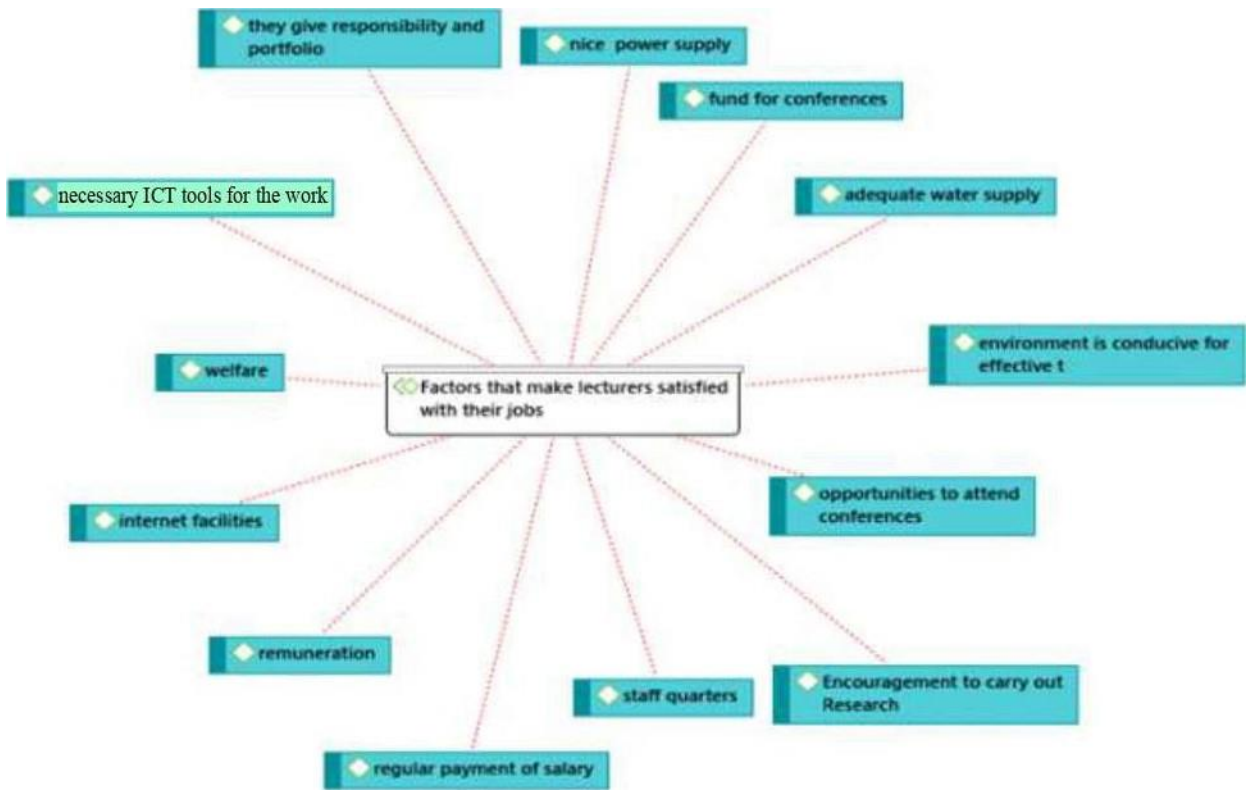 they give responsibility and
portfolio
nice power supply
fund for conferences
necessary ICT tools for the work
adequate water supply
environment is conducive for
effective t
welfare
Factors that make lecturers satisfied
with their jobs
opportunities to attend
conferences
internet facilities
remuneration
staff quarters
Encouragement to carry out
Research
regular payment of salary